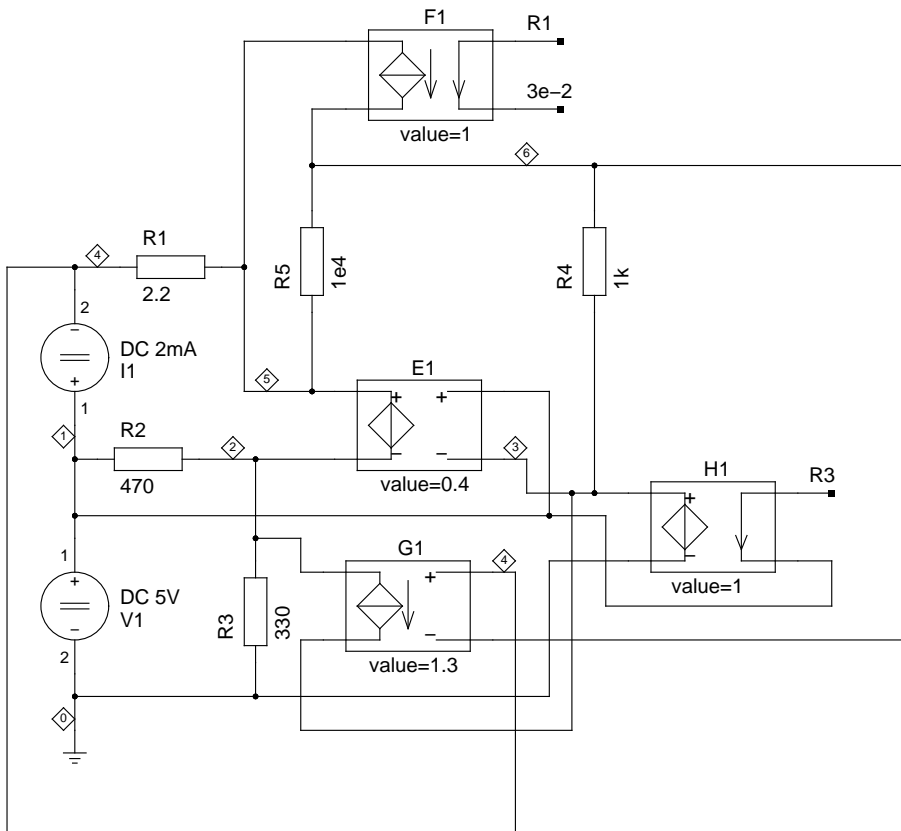 F1
R1
3e−2
value=1
6
4
R1
2.2
R5
1e4
R4
1k
2
−
DC 2mA
I1
+
1
5
E1
+
+
−
−
value=0.4
3
1
R2
2
470
H1
R3
+
−
value=1
1
+
DC 5V
V1
−
2
R3
330
G1
+
4
−
value=1.3
0